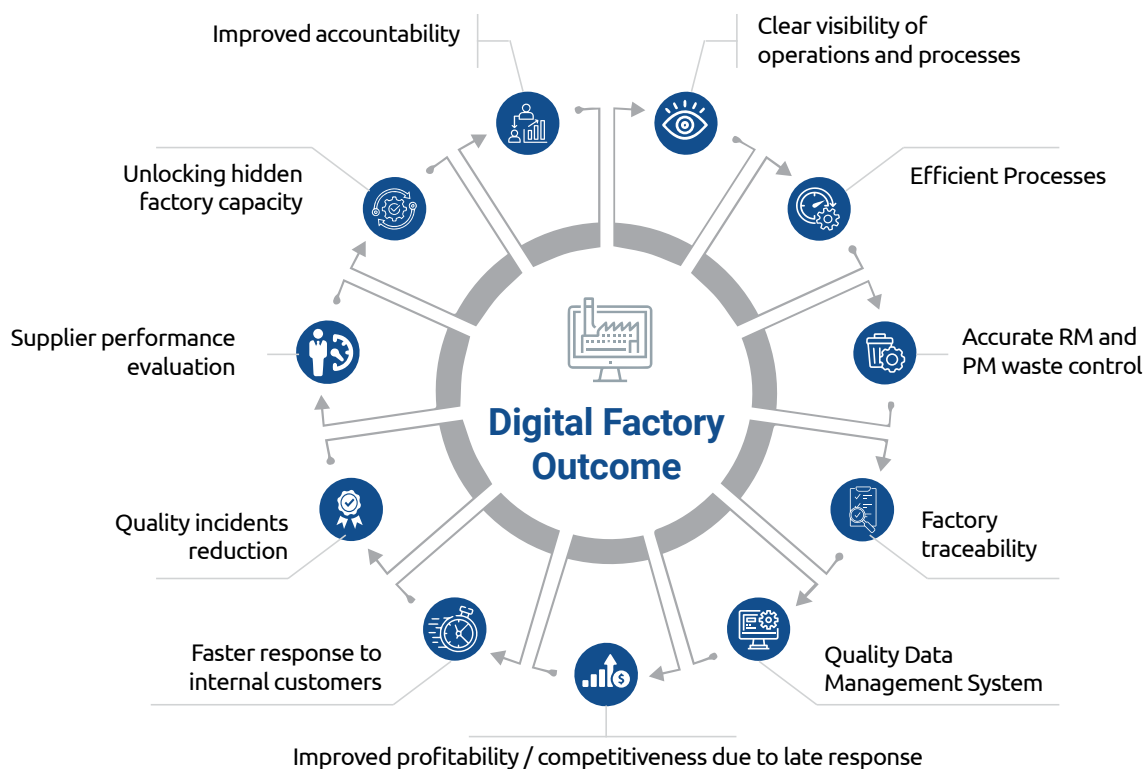 Improved accountability
Clear visibility of
operations and processes
Unlocking hidden
factory capacity
Efficient Processes
Supplier performance
evaluation
Accurate RM and
PM waste control
Digital Factory
Outcome
Quality incidents
reduction
Factory
traceability
Faster response to
internal customers
Quality Data
Management System
Improved profitability / competitiveness due to late response